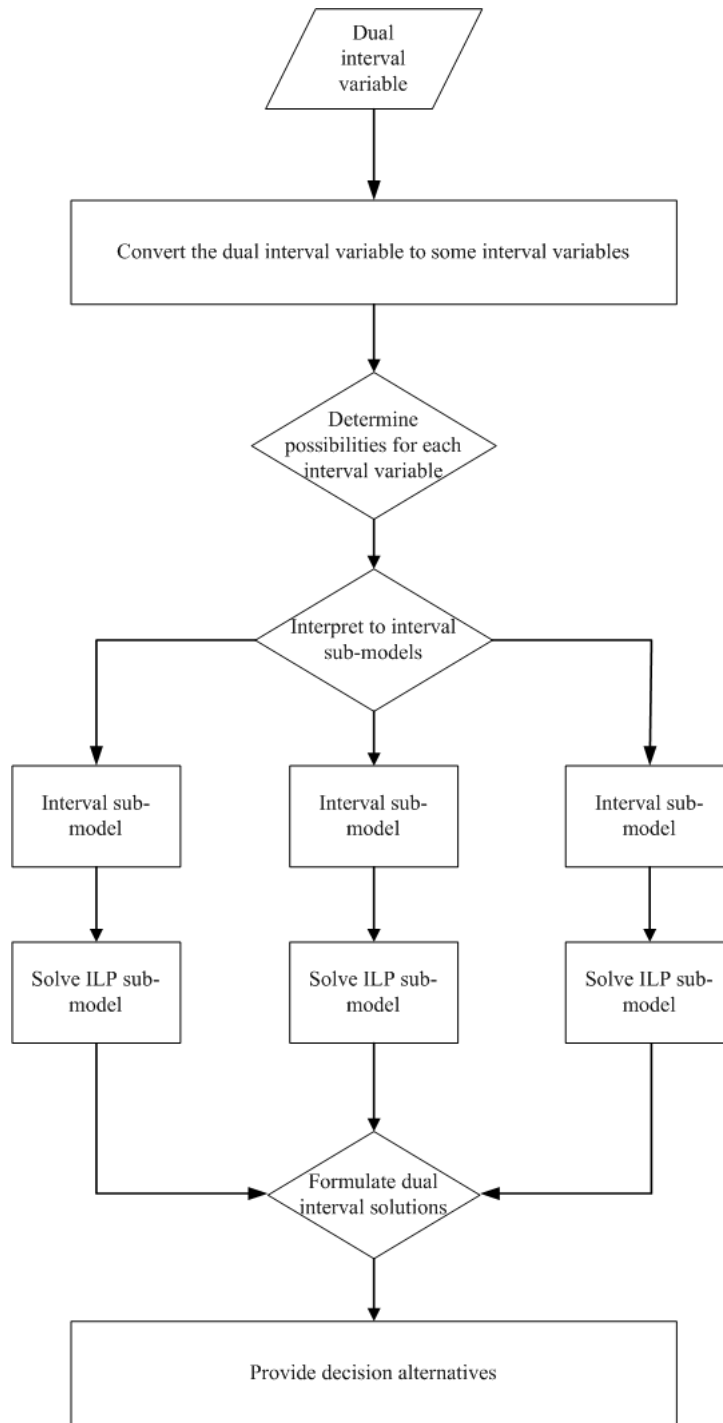 Dual
interval
variable
Convert the dual interval variable to some interval variables
Determine
possibilities for each
interval variable
Interpret to interval
sub-models
Interval sub-
model
Interval sub-
model
Interval sub-
model
Solve ILP sub-
model
Solve ILP sub-
model
Solve ILP sub-
model
Formulate dual
interval solutions
Provide decision alternatives